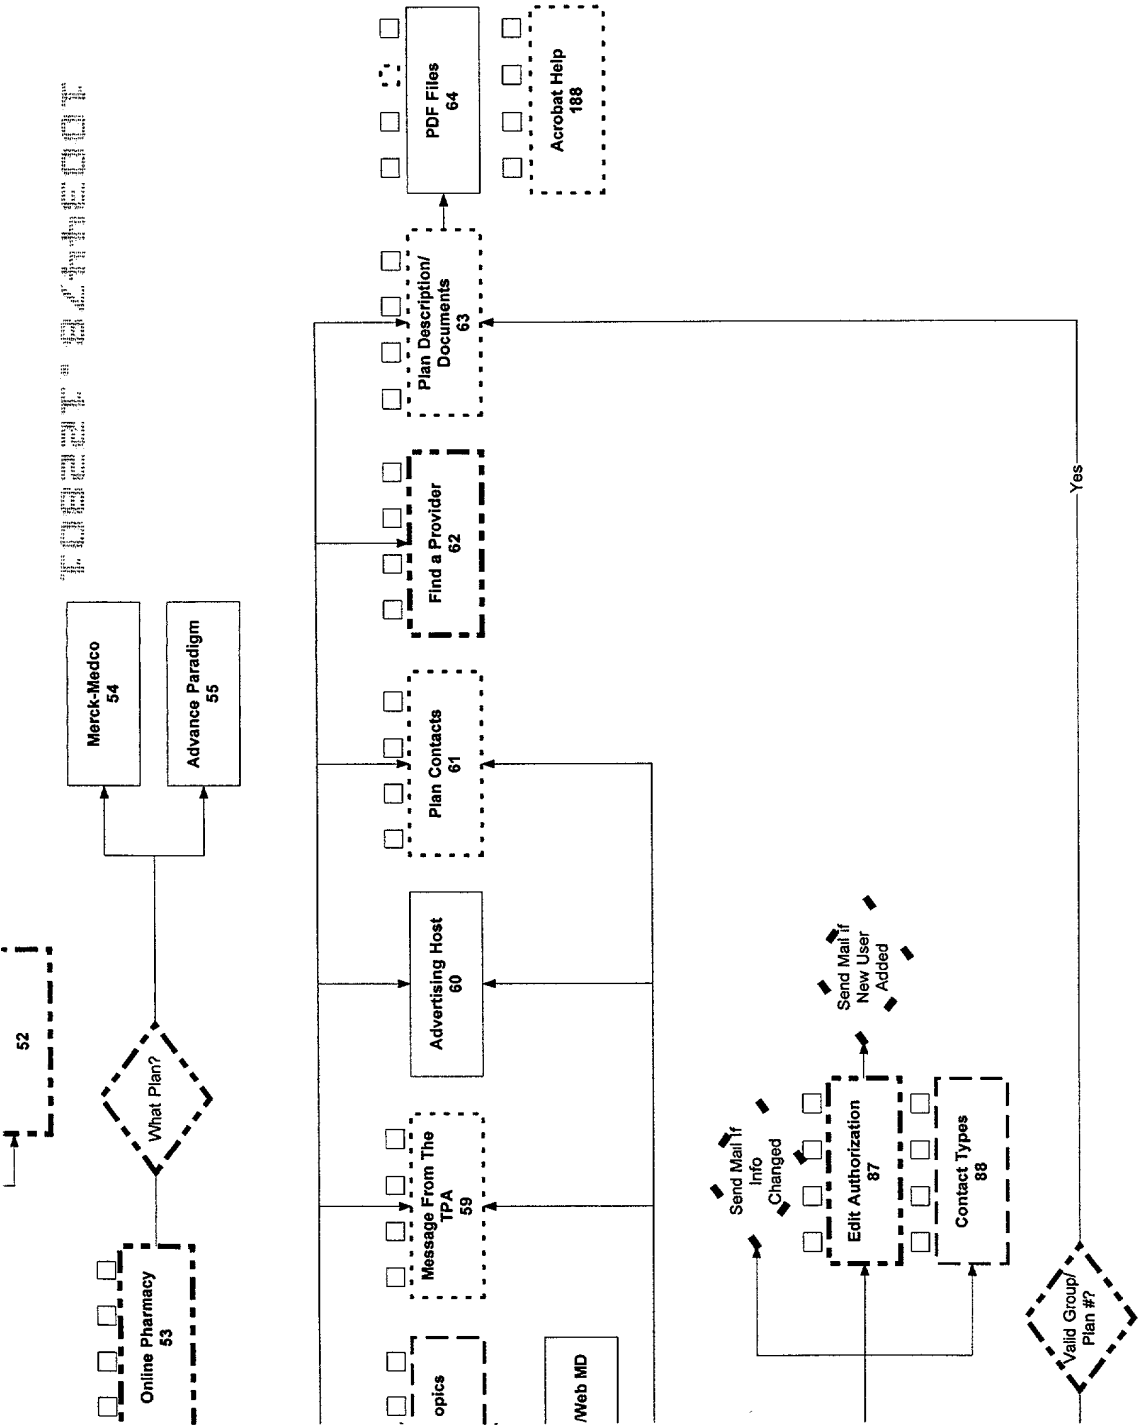 52
What Plan?
Online Pharmacy
53
Merck-Medco
54
Advance Paradigm
55
opics
/Web MD
Message From The
TPA
59
Advertising Host
60
Plan Contacts
61
Find a Provider
62
Plan Description/
Documents
63
PDF Files
64
Acrobat Help
188
Send Mail If
Info
Changed
Edit Authorization
87
Contact Types
88
Send Mail if
New User
Added
Valid Group/
Plan #?
Yes